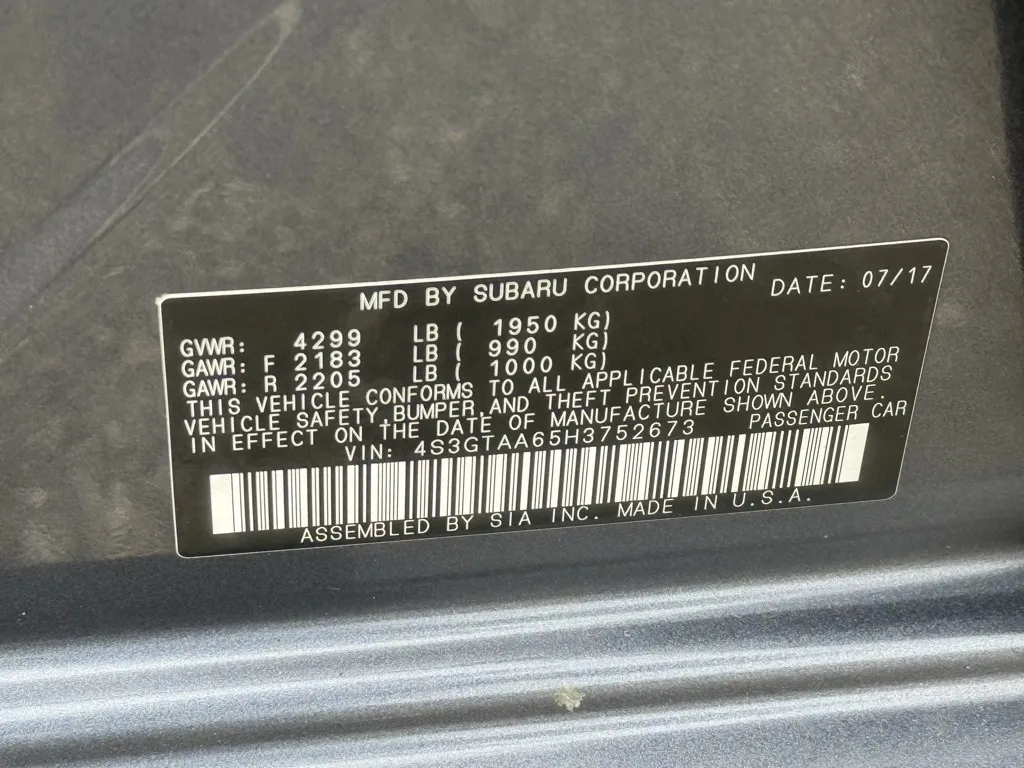 MFD BY SUBARU CORPORATION DATE: 07/17
GVWR: 4299 LB ( 1950 KG)
GAWR: F 2183 LB ( 990 KG)
GAWR: R 2205 LB ( 1000 KG)
THIS VEHICLE CONFORMS TO ALL APPLICABLE FEDERAL MOTOR
VEHICLE SAFETY, BUMPER, AND THEFT PREVENTION STANDARDS
IN EFFECT ON THE DATE OF MANUFACTURE SHOWN ABOVE.
VIN: 4S3GTAA65H3752673 PASSENGER CAR
ASSEMBLED BY SIA INC. MADE IN U.S.A.